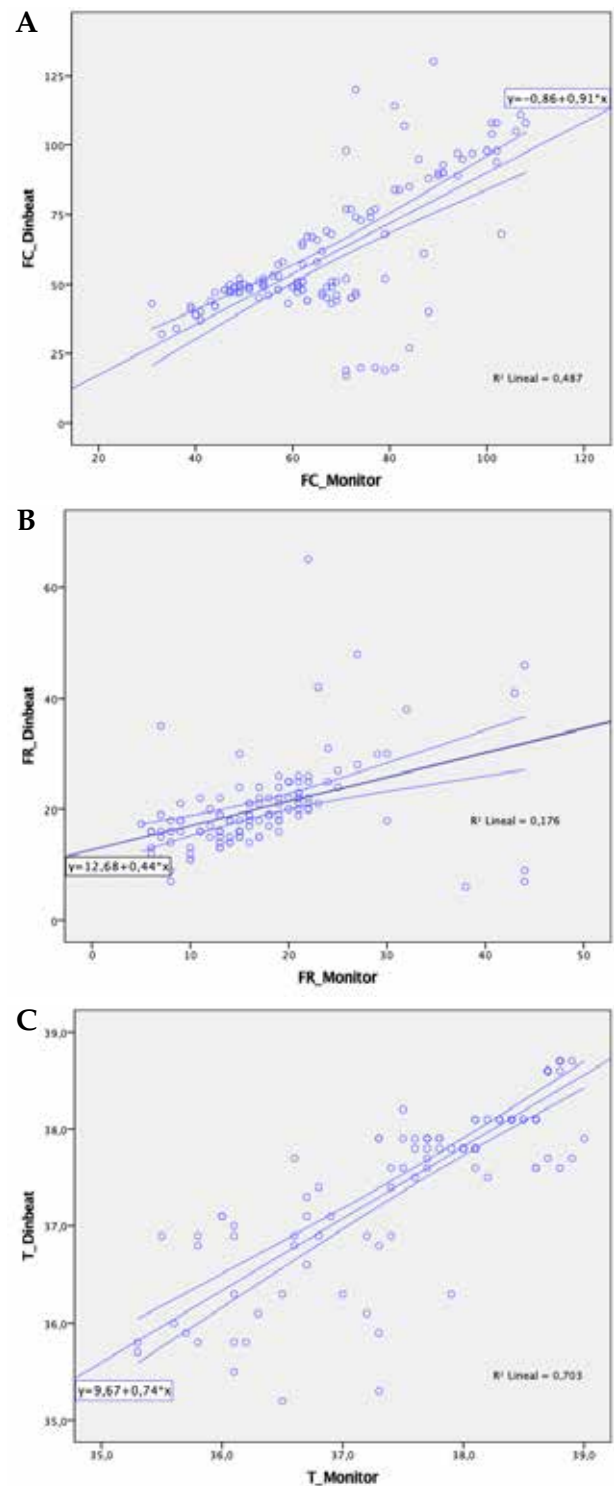 A
FC_Dinbeat
125
100
75
50
25
0
y=-0,86+0,91*x
R² Lineal = 0,487
20 40 60 80 100 120
FC_Monitor
B
FR_Dinbeat
60
40
20
0
R² Lineal = 0,176
y=12,68+0,44*x
0 10 20 30 40 50
FR_Monitor
C
T_Dinbeat
39,0
38,0
37,0
36,0
35,0
R² Lineal = 0,703
y=9,67+0,74*x
35,0 36,0 37,0 38,0 39,0
T_Monitor